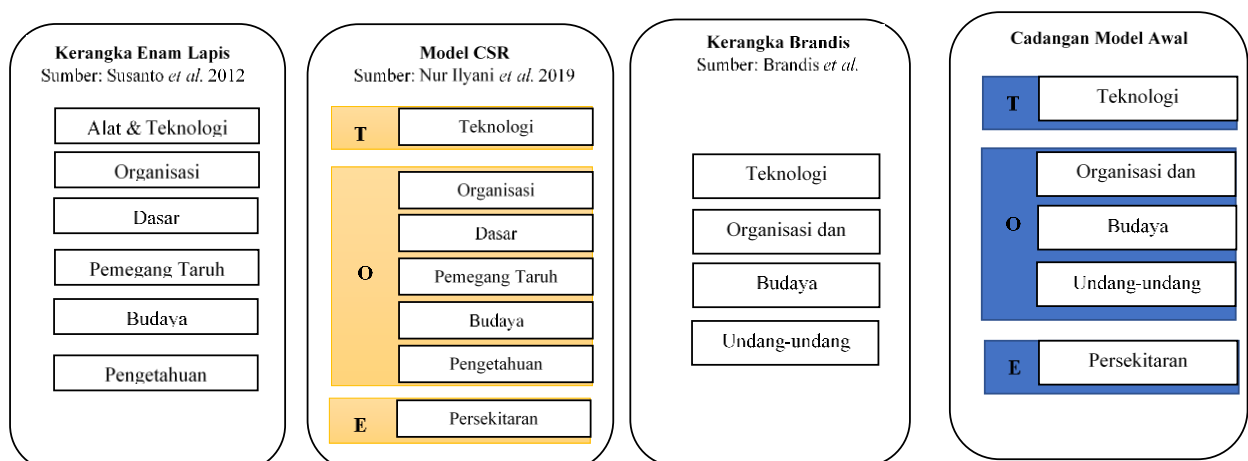 Kerangka Enam Lapis
Sumber: Susanto et al. 2012
Alat & Teknologi
Organisasi
Dasar
Pemegang Taruh
Budaya
Pengetahuan
Model CSR
Sumber: Nur Ilyani et al. 2019
T
Teknologi
O
Organisasi
Dasar
Pemegang Taruh
Budaya
Pengetahuan
E
Persekitaran
Kerangka Brandis
Sumber: Brandis et al.
Teknologi
Organisasi dan
Budaya
Undang-undang
Cadangan Model Awal
T
Teknologi
O
Organisasi dan
Budaya
Undang-undang
E
Persekitaran